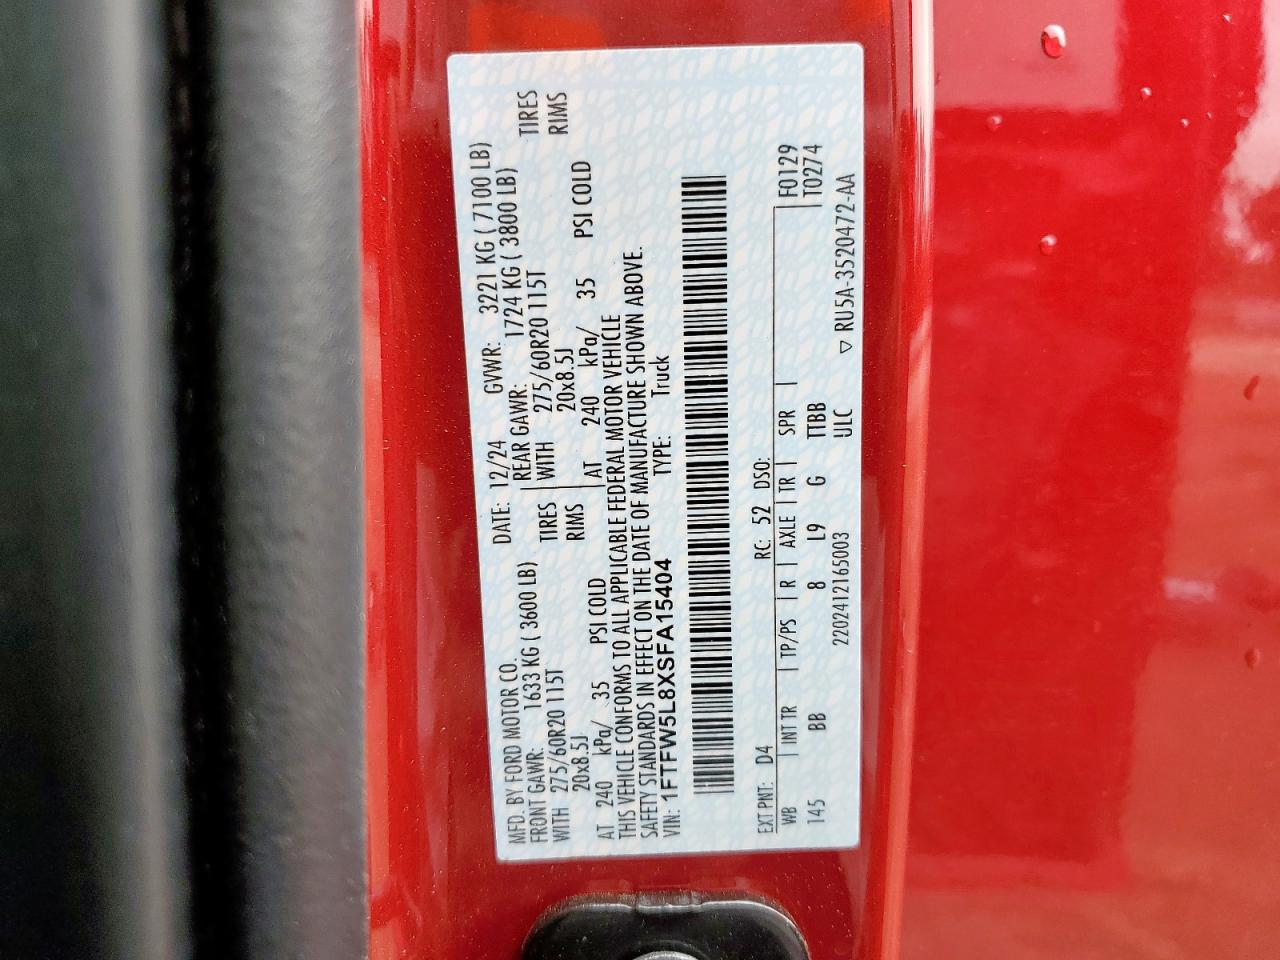 MFD. BY FORD MOTOR CO.
DATE: 12/24 GVWR: 3221 KG ( 7100 LB)
FRONT GAWR: 1633 KG ( 3600 LB)
REAR GAWR: 1724 KG ( 3800 LB)
WITH 275/60R20 115T TIRES
WITH 275/60R20 115T TIRES
20x8.5J RIMS
20x8.5J RIMS
AT 240 kPa/ 35 PSI COLD
AT 240 kPa/ 35 PSI COLD
THIS VEHICLE CONFORMS TO ALL APPLICABLE FEDERAL MOTOR VEHICLE
SAFETY STANDARDS IN EFFECT ON THE DATE OF MANUFACTURE SHOWN ABOVE.
VIN: 1FTFW5L8XSFA15404 TYPE: Truck
EXT PNT: D4 RC: 52 DSO: F0129
WB INT TR TP/PS R AXLE TR SPR T0274
145 BB 8 L9 G TTBB
2202412165003 ULC ▽ RU5A-3520472-AA